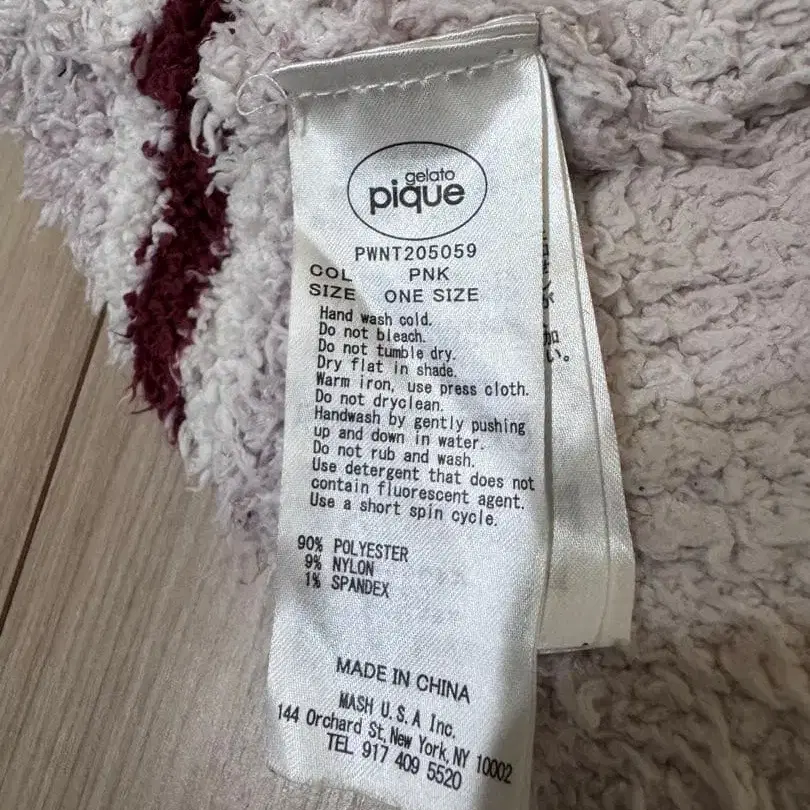 gelato
pique
PWNT205059
COL PNK
SIZE ONE SIZE
Hand wash cold.
Do not bleach.
Do not tumble dry.
Dry flat in shade.
Warm iron, use press cloth.
Do not dryclean.
Handwash by gently pushing
up and down in water.
Do not rub and wash.
Use detergent that does not
contain fluorescent agent.
Use a short spin cycle.
90% POLYESTER
9% NYLON
1% SPANDEX
MADE IN CHINA
MASH U.S.A Inc.
144 Orchard St, New York, NY 10002
TEL 917 409 5520
加
い。